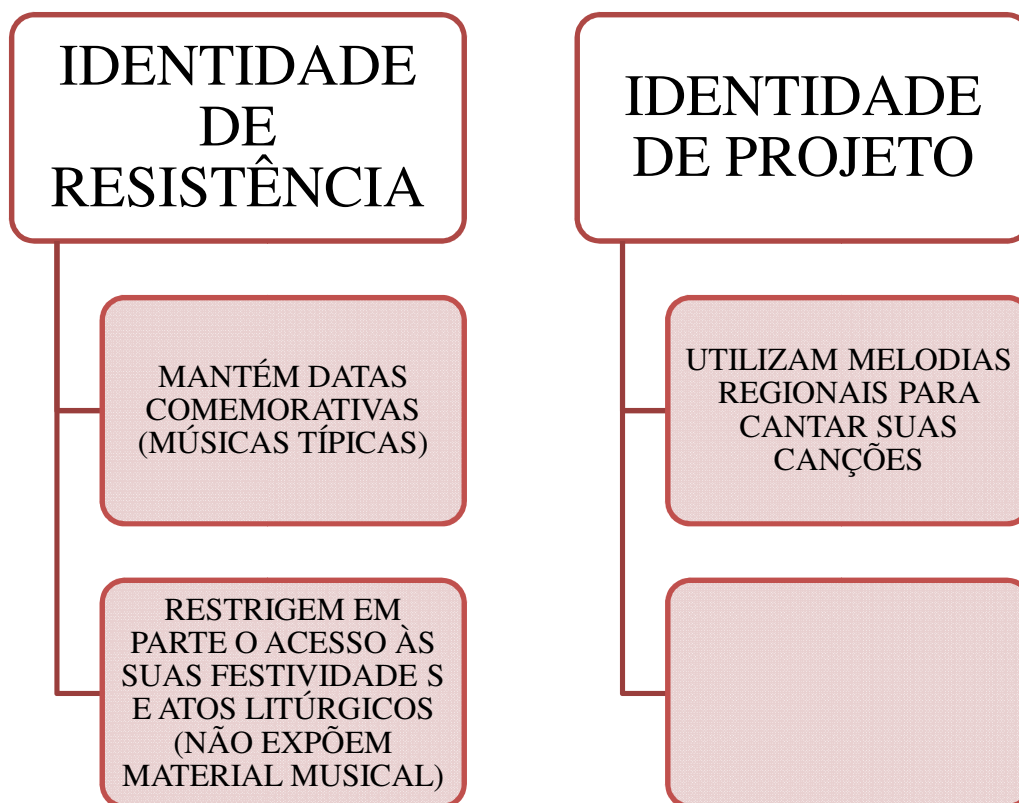 IDENTIDADE
DE
RESISTÊNCIA
MANTÉM DATAS
COMEMORATIVAS
(MÚSICAS TÍPICAS)
RESTRIGEM EM
PARTE O ACESSO ÀS
SUAS FESTIVIDADE S
E ATOS LITÚRGICOS
(NÃO EXPÕEM
MATERIAL MUSICAL)
IDENTIDADE
DE PROJETO
UTILIZAM MELODIAS
REGIONAIS PARA
CANTAR SUAS
CANÇÕES